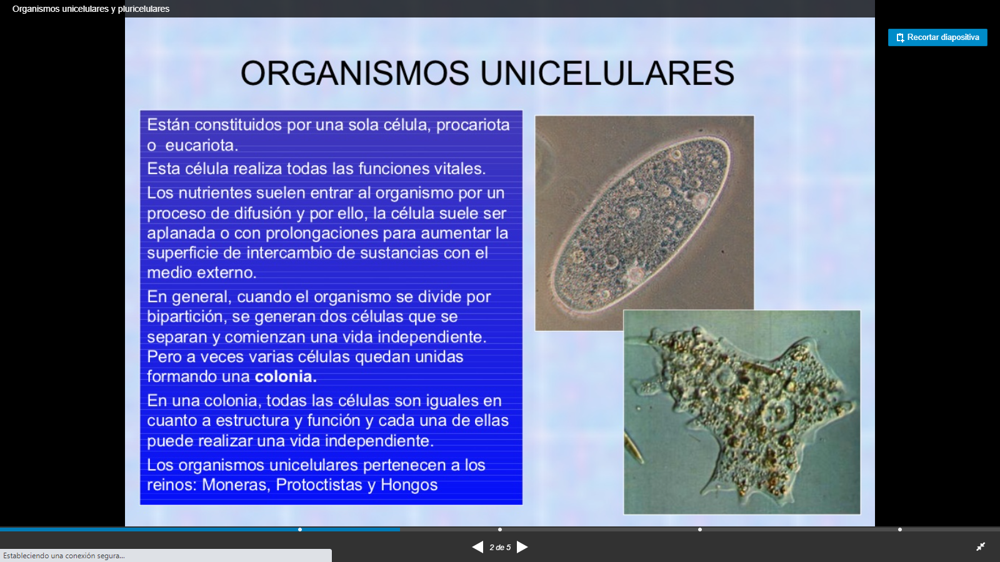 Organismos unicelulares y pluricelulares
Recortar diapositiva
ORGANISMOS UNICELULARES
Están constituidos por una sola célula, procariota
o eucariota.
Esta célula realiza todas las funciones vitales.
Los nutrientes suelen entrar al organismo por un
proceso de difusión y por ello, la célula suele ser
aplanada o con prolongaciones para aumentar la
superficie de intercambio de sustancias con el
medio externo.
En general, cuando el organismo se divide por
bipartición, se generan dos células que se
separan y comienzan una vida independiente.
Pero a veces varias células quedan unidas
formando una colonia.
En una colonia, todas las células son iguales en
cuanto a estructura y función y cada una de ellas
puede realizar una vida independiente.
Los organismos unicelulares pertenecen a los
reinos: Moneras, Protoctistas y Hongos
2 de 5
Estableciendo una conexión segura...